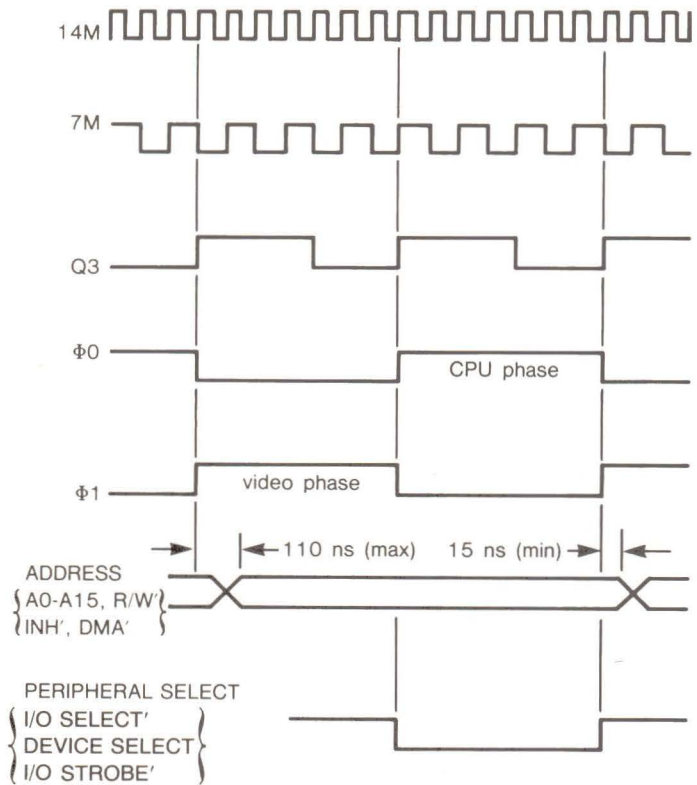 14M
7M
Q3
Φ0
CPU phase
Φ1
video phase
110 ns (max) 15 ns (min)
ADDRESS
A0-A15, R/W′
INH′, DMA′
PERIPHERAL SELECT
I/O SELECT′
DEVICE SELECT
I/O STROBE′